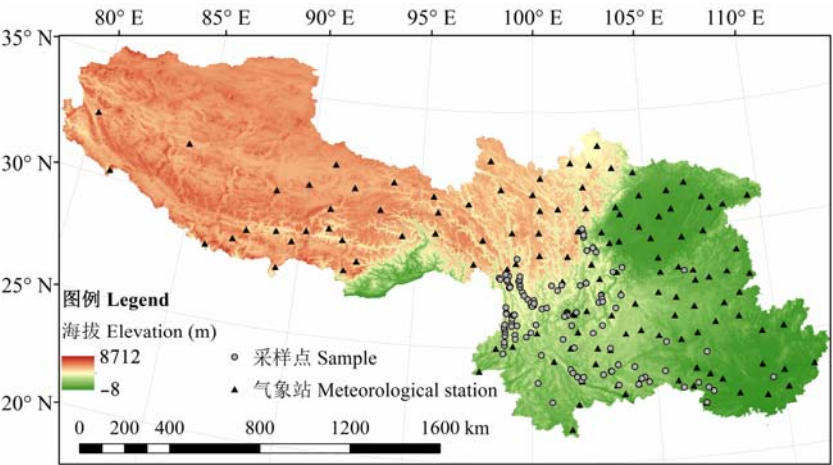 80° E 85° E 90° E 95° E 100° E 105° E 110° E
35° N
30° N
25° N
20° N
图例 Legend
海拔 Elevation (m)
8712
−8
采样点 Sample
气象站 Meteorological station
0 200 400 800 1200 1600 km